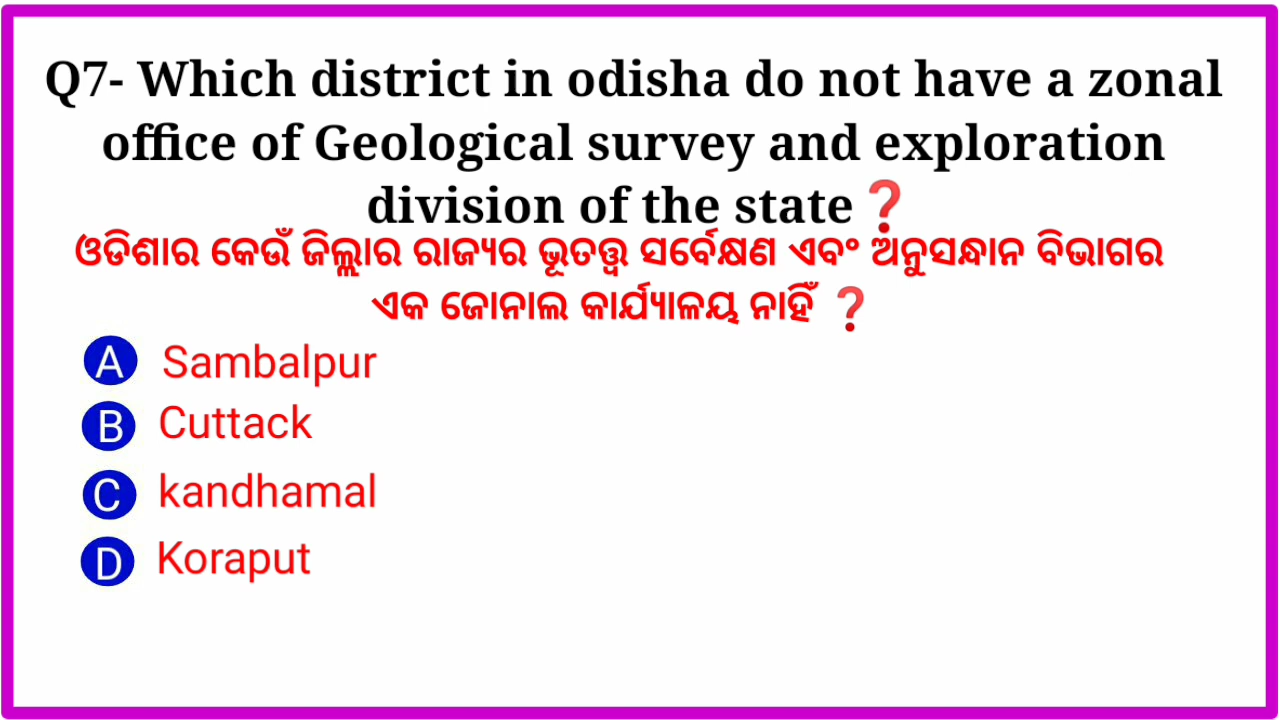 Q7- Which district in odisha do not have a zonal
office of Geological survey and exploration
division of the state❓
ଓଡିଶାର କେଉଁ ଜିଲ୍ଲାର ରାଜ୍ୟର ଭୂତତ୍ତ୍ୱ ସର୍ବେକ୍ଷଣ ଏବଂ ଅନୁସନ୍ଧାନ ବିଭାଗର
ଏକ ଜୋନାଲ କାର୍ଯ୍ୟାଳୟ ନାହିଁ ❓
A Sambalpur
B Cuttack
C kandhamal
D Koraput